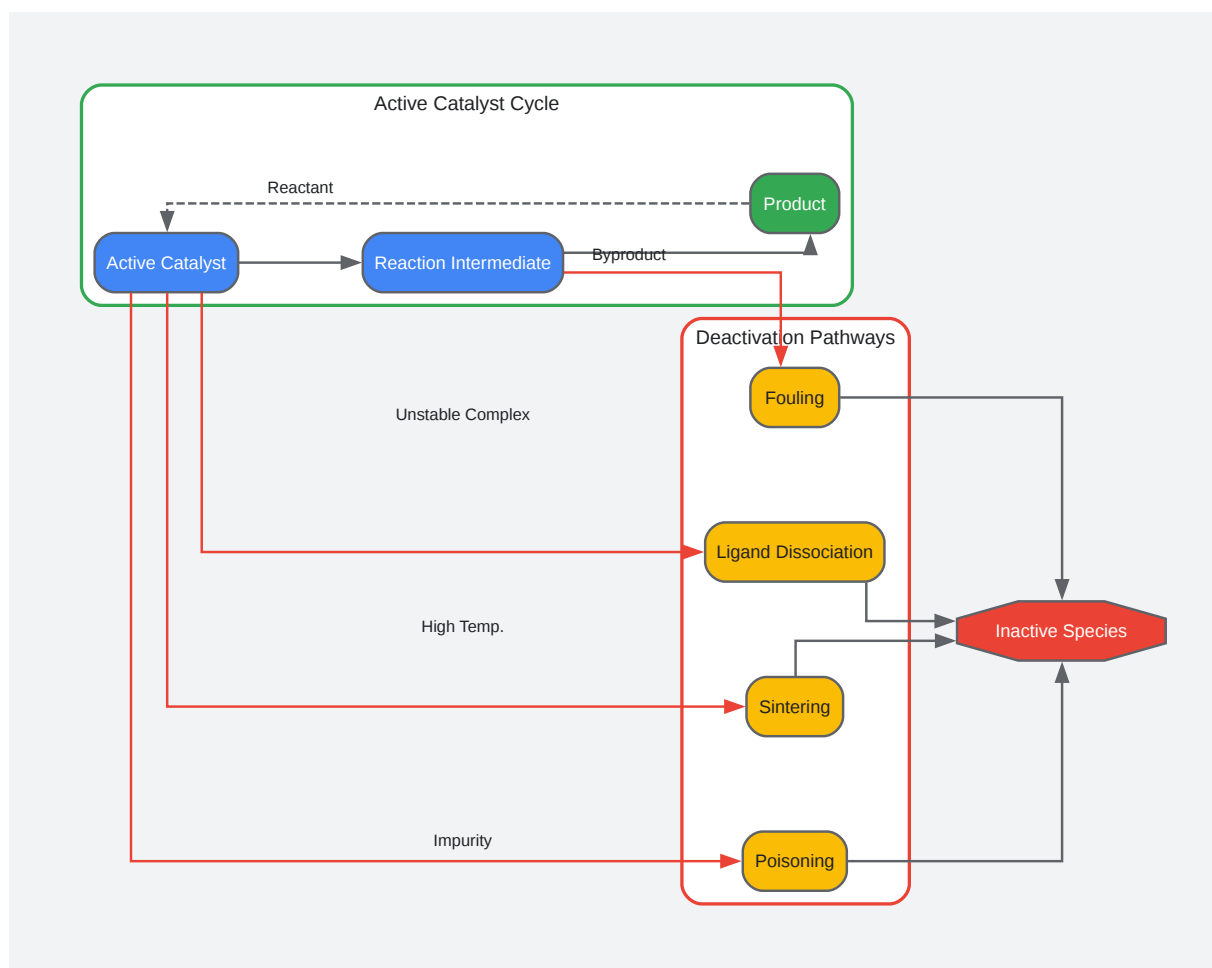 Active Catalyst Cycle
Reactant
Product
Active Catalyst
Reaction Intermediate
Byproduct
Deactivation Pathways
Fouling
Unstable Complex
Ligand Dissociation
High Temp.
Inactive Species
Sintering
Impurity
Poisoning